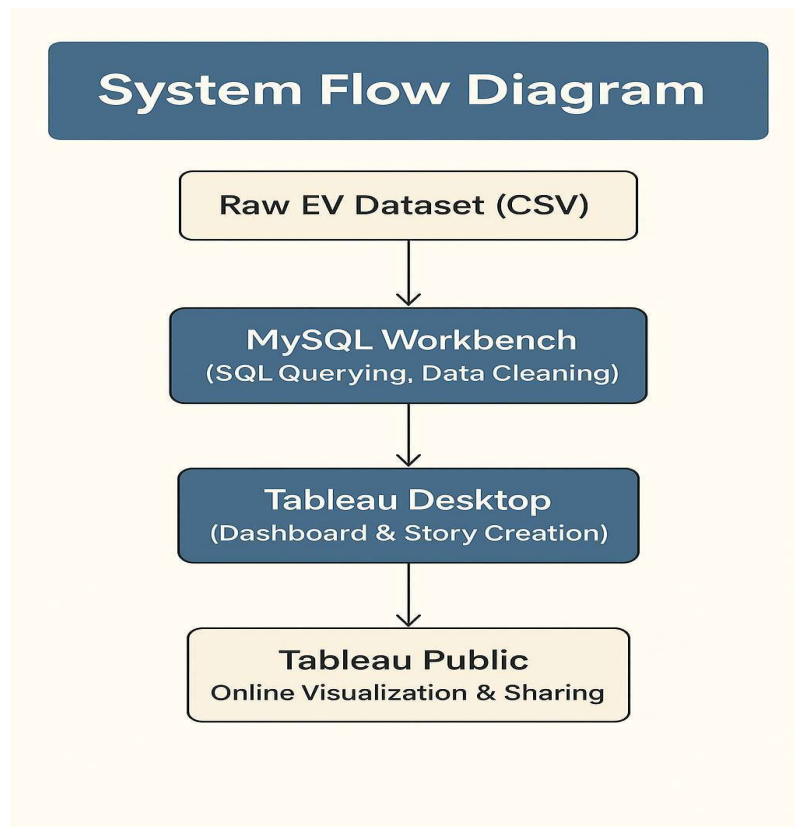 System Flow Diagram
Raw EV Dataset (CSV)
MySQL Workbench
(SQL Querying, Data Cleaning)
Tableau Desktop
(Dashboard & Story Creation)
Tableau Public
Online Visualization & Sharing